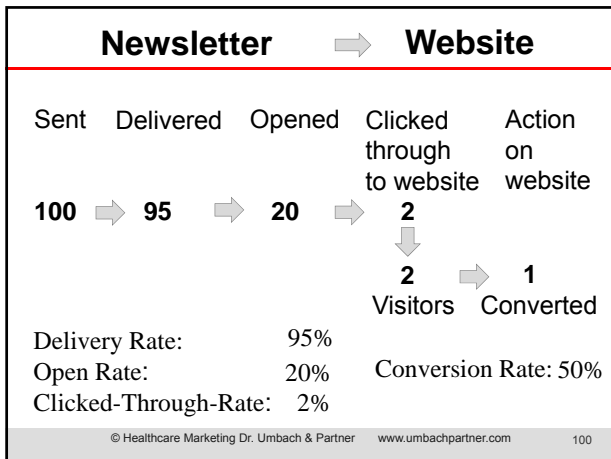 Newsletter Website
Sent Delivered Opened Clicked through to website Action on website
100 95 20 2
2 1
Visitors Converted
Delivery Rate: 95%
Open Rate: 20%
Clicked-Through-Rate: 2%
Conversion Rate: 50%
© Healthcare Marketing Dr. Umbach & Partner www.umbachpartner.com 100